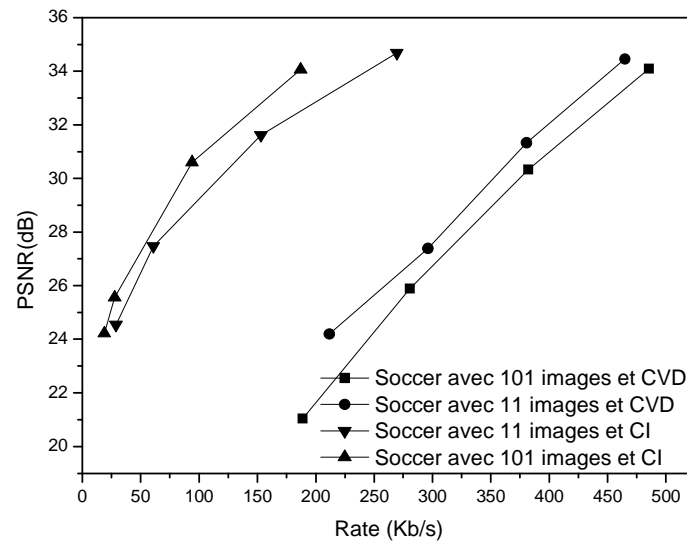 36
34
32
30
28
26
24
22
20
PSNR(dB)
Soccer avec 101 images et CVD
Soccer avec 11 images et CVD
Soccer avec 11 images et CI
Soccer avec 101 images et CI
0 50 100 150 200 250 300 350 400 450 500
Rate (Kb/s)